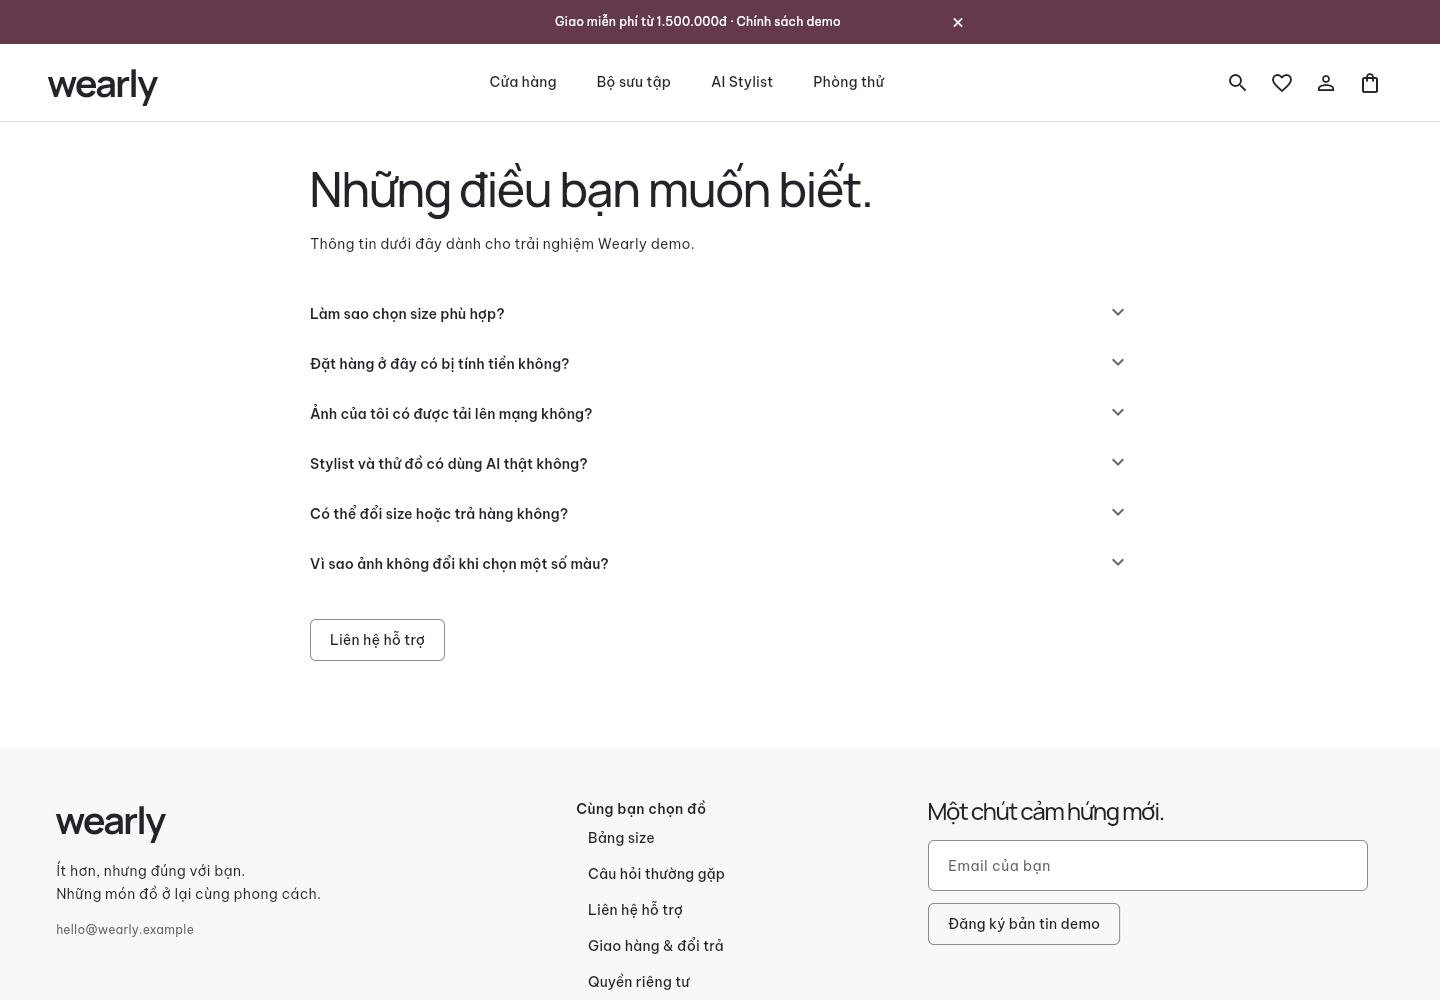 Giao miễn phí từ 1.500.000đ · Chính sách demo
wearly
Cửa hàng
Bộ sưu tập
AI Stylist
Phòng thử
Những điều bạn muốn biết.
Thông tin dưới đây dành cho trải nghiệm Wearly demo.
Làm sao chọn size phù hợp?
Đặt hàng ở đây có bị tính tiền không?
Ảnh của tôi có được tải lên mạng không?
Stylist và thử đồ có dùng AI thật không?
Có thể đổi size hoặc trả hàng không?
Vì sao ảnh không đổi khi chọn một số màu?
Liên hệ hỗ trợ
wearly
Ít hơn, nhưng đúng với bạn.
Những món đồ ở lại cùng phong cách.
hello@wearly.example
Cùng bạn chọn đồ
Bảng size
Câu hỏi thường gặp
Liên hệ hỗ trợ
Giao hàng & đổi trả
Quyền riêng tư
Một chút cảm hứng mới.
Email của bạn
Đăng ký bản tin demo